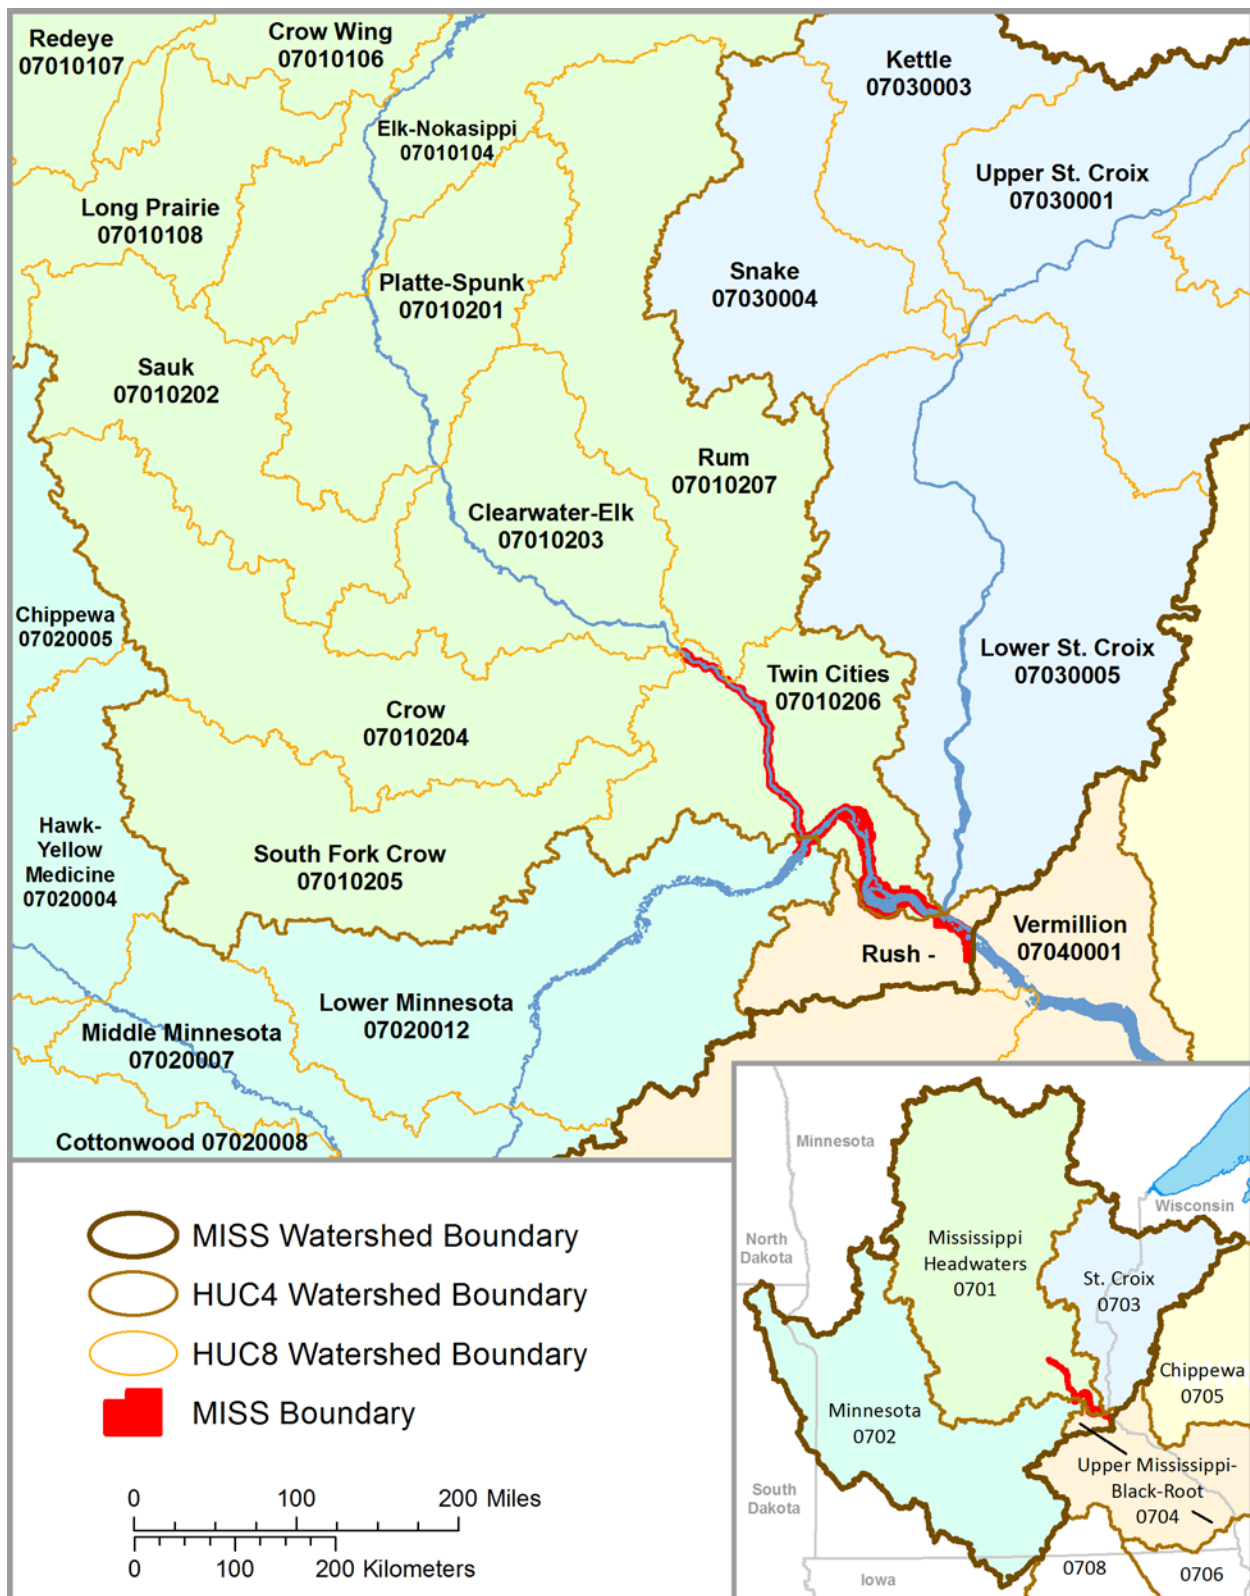 Redeye
07010107
Crow Wing
07010106
Kettle
07030003
Elk-Nokasippi
07010104
Upper St. Croix
07030001
Long Prairie
07010108
Platte-Spunk
07010201
Snake
07030004
Sauk
07010202
Rum
07010207
Clearwater-Elk
07010203
Chippewa
07020005
Lower St. Croix
07030005
Twin Cities
07010206
Crow
07010204
Hawk-
Yellow
Medicine
07020004
South Fork Crow
07010205
Vermillion
07040001
Rush -
Lower Minnesota
07020012
Middle Minnesota
07020007
Cottonwood 07020008
MISS Watershed Boundary
HUC4 Watershed Boundary
HUC8 Watershed Boundary
MISS Boundary
0 100 200 Miles
0 100 200 Kilometers
Minnesota
Wisconsin
North
Dakota
Mississippi
Headwaters
0701
St. Croix
0703
Chippewa
0705
Minnesota
0702
Upper Mississippi-
Black-Root
0704
South
Dakota
Iowa
0708
0706